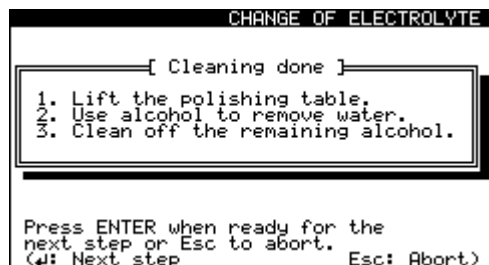 CHANGE OF ELECTROLYTE
[ Cleaning done ]
1. Lift the polishing table.
2. Use alcohol to remove water.
3. Clean off the remaining alcohol.
Press ENTER when ready for the
next step or Esc to abort.
(↲: Next step Esc: Abort)